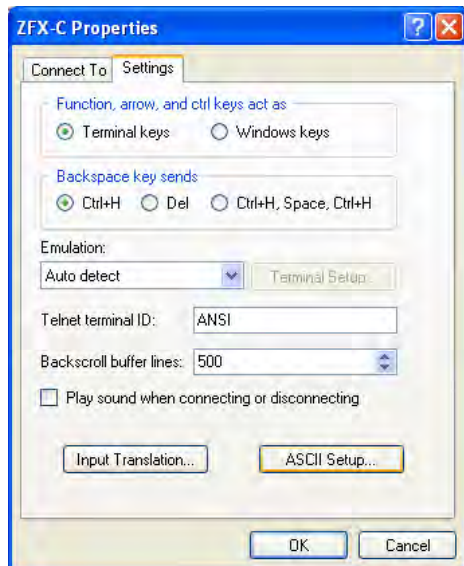 ZFX-C Properties
Connect To Settings
Function, arrow, and ctrl keys act as
Terminal keys Windows keys
Backspace key sends
Ctrl+H Del Ctrl+H, Space, Ctrl+H
Emulation:
Auto detect Terminal Setup...
Telnet terminal ID: ANSI
Backscroll buffer lines: 500
Play sound when connecting or disconnecting
Input Translation... ASCII Setup...
OK Cancel